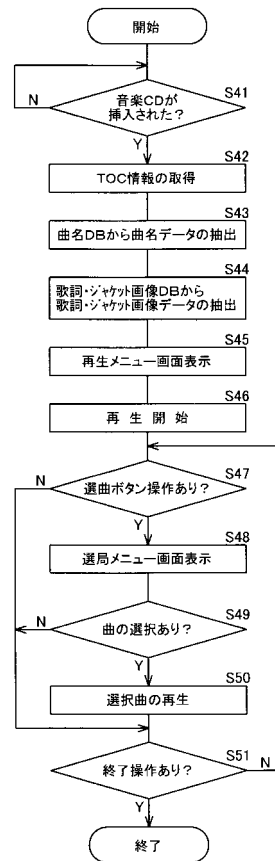 開始
S41
音楽CDが
挿入された?
N
Y
S42
TOC情報の取得
S43
曲名DBから曲名データの抽出
S44
歌詞・ジャケット画像DBから
歌詞・ジャケット画像データの抽出
S45
再生メニュー画面表示
S46
再生開始
S47
N
選曲ボタン操作あり?
Y
S48
選局メニュー画面表示
S49
N
曲の選択あり?
Y
S50
選択曲の再生
S51
終了操作あり?
N
Y
終了